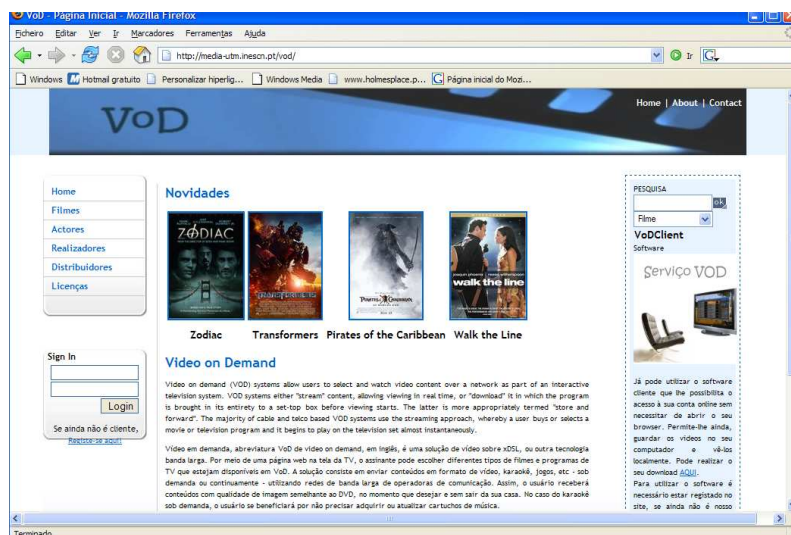 VoD - Página Inicial - Mozilla Firefox
Ficheiro Editar Ver Ir Marcadores Ferramentas Ajuda
http://media-utm.inescn.pt/vod/
Ir
Windows Hotmail gratuito Personalizar hiperlig... Windows Media www.holmesplace.p... Página inicial do Mozi...
Home | About | Contact
VoD
Home
Filmes
Actores
Realizadores
Distribuidores
Licenças
Sign In
Login
Se ainda não é cliente,
Registe-se aqui!
Novidades
ZODIAC
TRANSFORMERS
walk the line
Zodiac Transformers Pirates of the Caribbean Walk the Line
Video on Demand
Video on demand (VOD) systems allow users to select and watch video content over a network as part of an interactive
television system. VOD systems either "stream" content, allowing viewing in real time, or "download" it in which the program
is brought in its entirety to a set-top box before viewing starts. The latter is more appropriately termed "store and
forward". The majority of cable and telco based VOD systems use the streaming approach, whereby a user buys or selects a
movie or television program and it begins to play on the television set almost instantaneously.
Vídeo em demanda, abreviatura VoD de video on demand, em inglês, é uma solução de vídeo sobre xDSL, ou outra tecnologia
banda larga. Por meio de uma página web na tela da TV, o assinante pode escolher diferentes tipos de filmes e programas de
TV que estejam disponíveis em VoD. A solução consiste em enviar conteúdos em formato de vídeo, karaokê, jogos, etc - sob
demanda ou continuamente - utilizando redes de banda larga de operadoras de comunicação. Assim, o usuário receberá
conteúdos com qualidade de imagem semelhante ao DVD, no momento que desejar e sem sair da sua casa. No caso do karaokê
sob demanda, o usuário se beneficiará por não precisar adquirir ou atualizar cartuchos de música.
PESQUISA
ok
Filme
VoDClient
Software
Serviço VOD
Já pode utilizar o software
cliente que lhe possibilita o
acesso à sua conta online sem
necessitar de abrir o seu
browser. Permite-lhe ainda,
guardar os vídeos no seu
computador e vê-los
localmente. Pode realizar o
seu download AQUI.
Para utilizar o software é
necessário estar registado no
site, se ainda não é nosso
Terminado